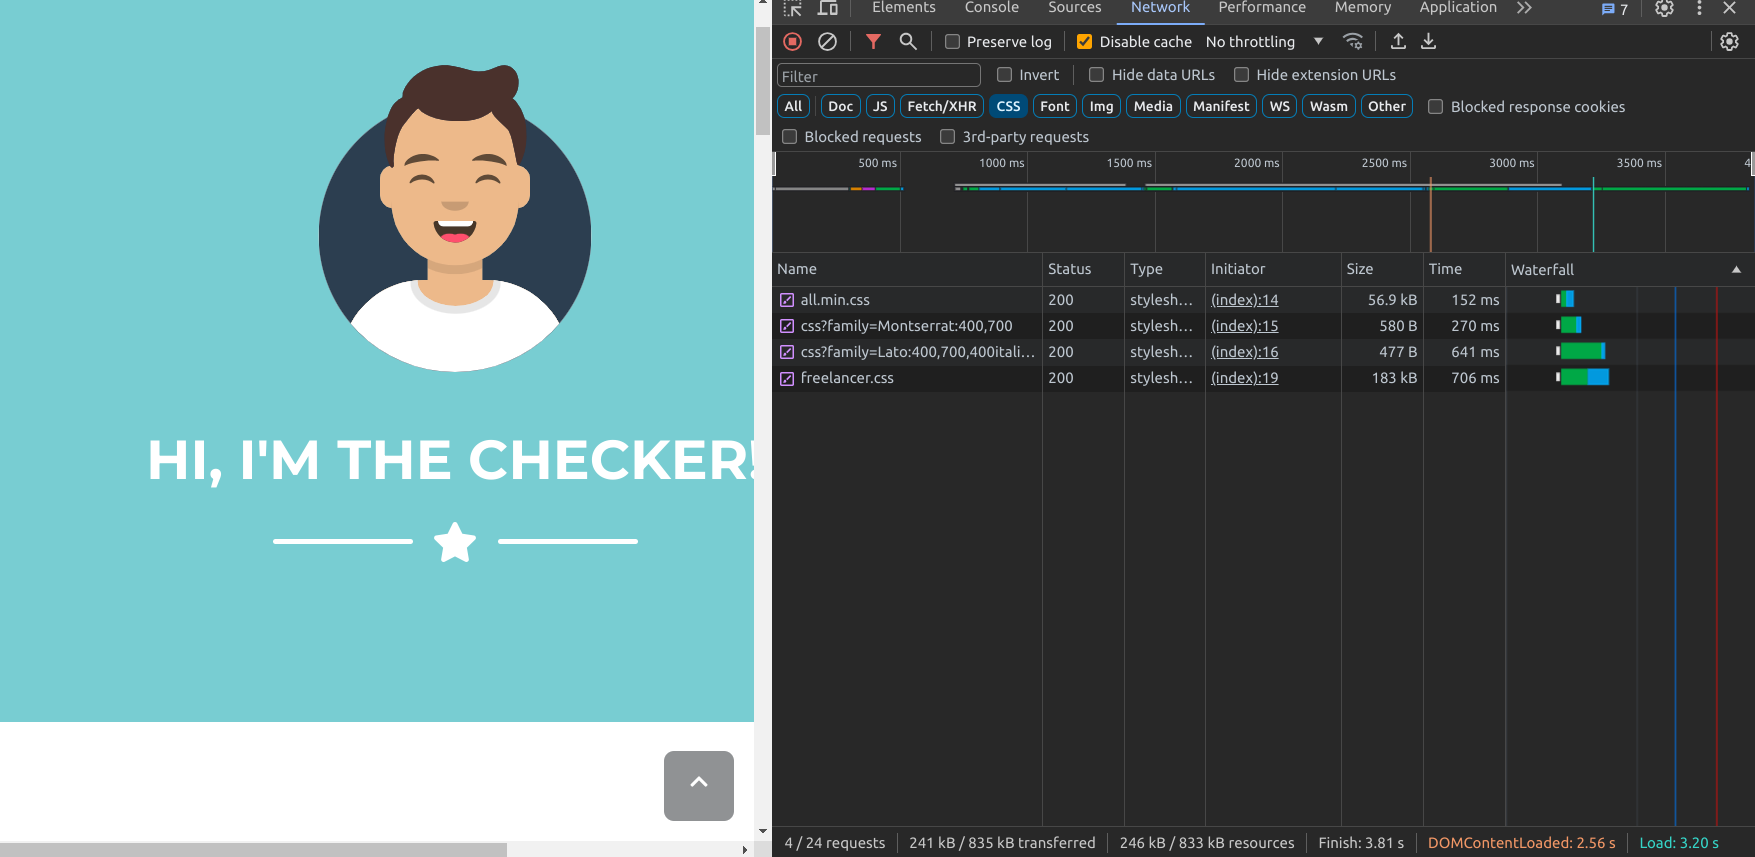 HI, I'M THE CHECKER!
Elements Console Sources Network Performance Memory Application 7
Preserve log Disable cache No throttling
Filter Invert Hide data URLs Hide extension URLs
All Doc JS Fetch/XHR CSS Font Img Media Manifest WS Wasm Other Blocked response cookies
Blocked requests 3rd-party requests
500 ms 1000 ms 1500 ms 2000 ms 2500 ms 3000 ms 3500 ms 4
Name Status Type Initiator Size Time Waterfall
all.min.css 200 stylesh... (index):14 56.9 kB 152 ms
css?family=Montserrat:400,700 200 stylesh... (index):15 580 B 270 ms
css?family=Lato:400,700,400itali... 200 stylesh... (index):16 477 B 641 ms
freelancer.css 200 stylesh... (index):19 183 kB 706 ms
4 / 24 requests 241 kB / 835 kB transferred 246 kB / 833 kB resources Finish: 3.81 s DOMContentLoaded: 2.56 s Load: 3.20 s